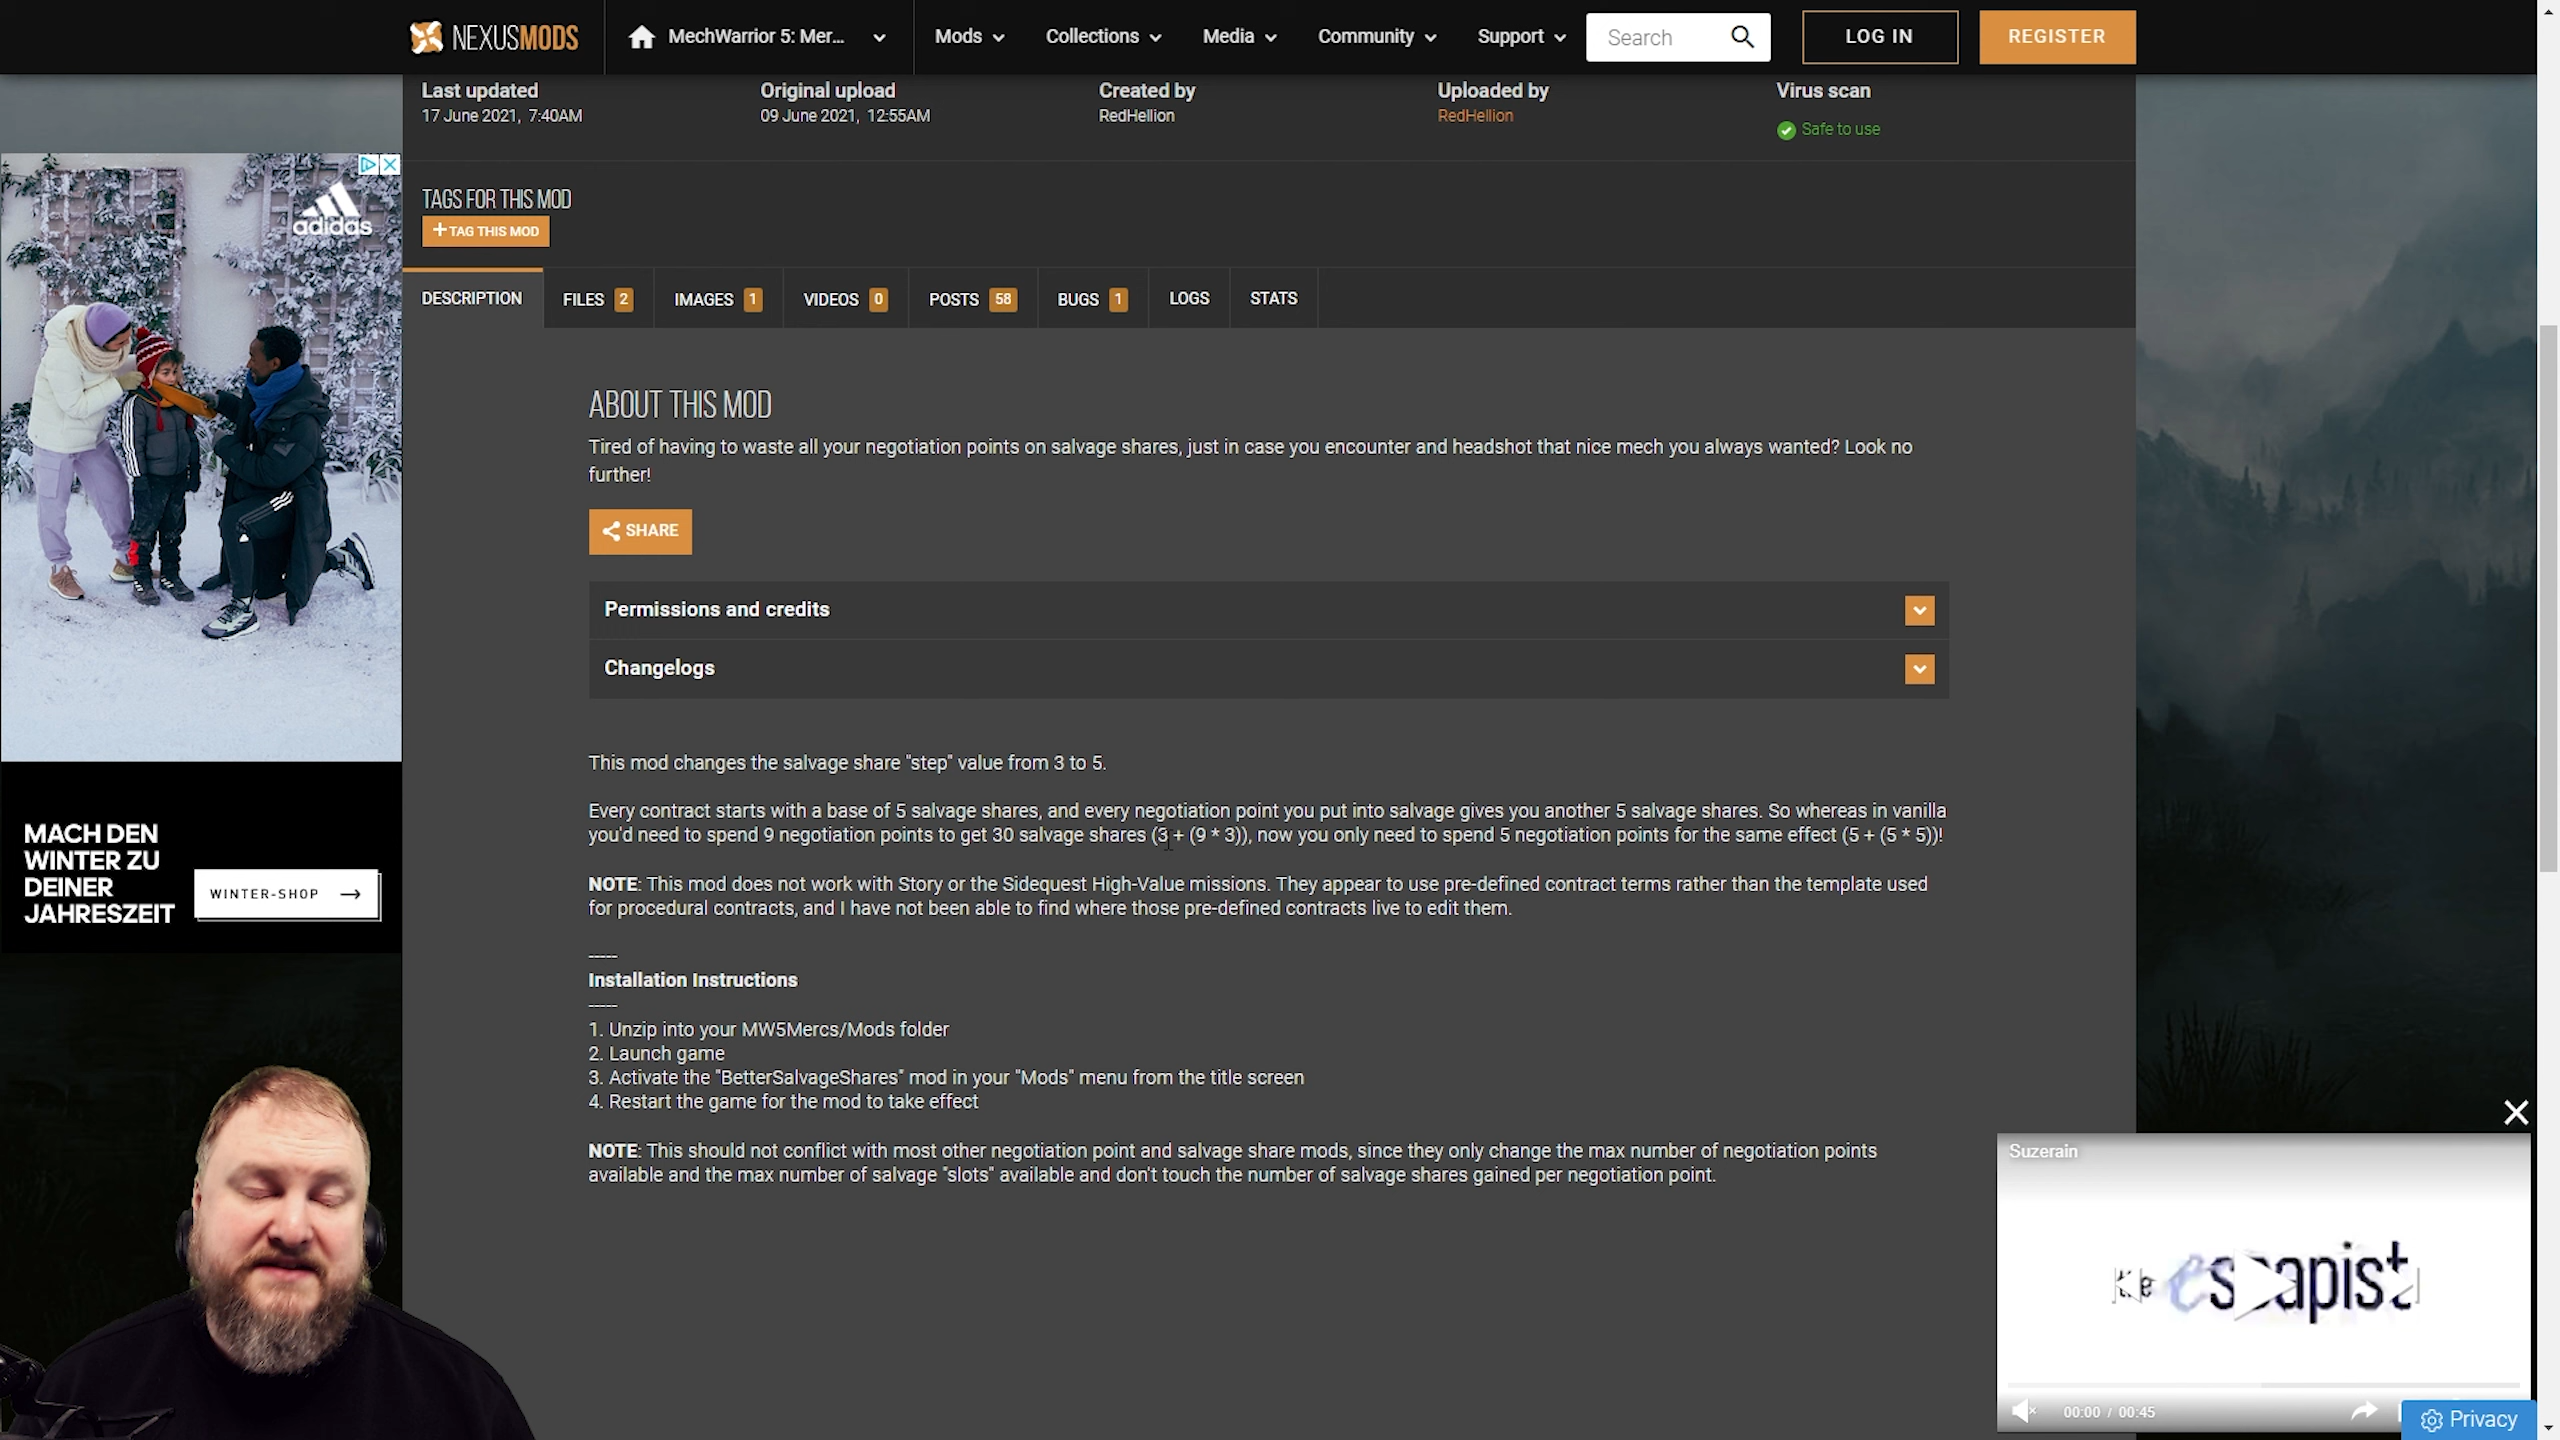 NEXUSMODS
MechWarrior 5: Mer...
Mods
Collections
Media
Community
Support
Search
LOG IN
REGISTER
Last updated
17 June 2021, 7:40AM
Original upload
09 June 2021, 12:55AM
Created by
RedHellion
Uploaded by
RedHellion
Virus scan
Safe to use
adidas
TAGS FOR THIS MOD
+ TAG THIS MOD
DESCRIPTION
FILES 2
IMAGES 1
VIDEOS 0
POSTS 58
BUGS 1
LOGS
STATS
ABOUT THIS MOD
Tired of having to waste all your negotiation points on salvage shares, just in case you encounter and headshot that nice mech you always wanted? Look no
further!
SHARE
Permissions and credits
Changelogs
This mod changes the salvage share "step" value from 3 to 5.
Every contract starts with a base of 5 salvage shares, and every negotiation point you put into salvage gives you another 5 salvage shares. So whereas in vanilla
you'd need to spend 9 negotiation points to get 30 salvage shares (3 + (9 * 3)), now you only need to spend 5 negotiation points for the same effect (5 + (5 * 5))!
NOTE: This mod does not work with Story or the Sidequest High-Value missions. They appear to use pre-defined contract terms rather than the template used
for procedural contracts, and I have not been able to find where those pre-defined contracts live to edit them.
-----
Installation Instructions
-----
1. Unzip into your MW5Mercs/Mods folder
2. Launch game
3. Activate the "BetterSalvageShares" mod in your "Mods" menu from the title screen
4. Restart the game for the mod to take effect
NOTE: This should not conflict with most other negotiation point and salvage share mods, since they only change the max number of negotiation points
available and the max number of salvage "slots" available and don't touch the number of salvage shares gained per negotiation point.
MACH DEN
WINTER ZU
DEINER
JAHRESZEIT
WINTER-SHOP
Suzerain
the escapist
00:00 / 00:45
Privacy